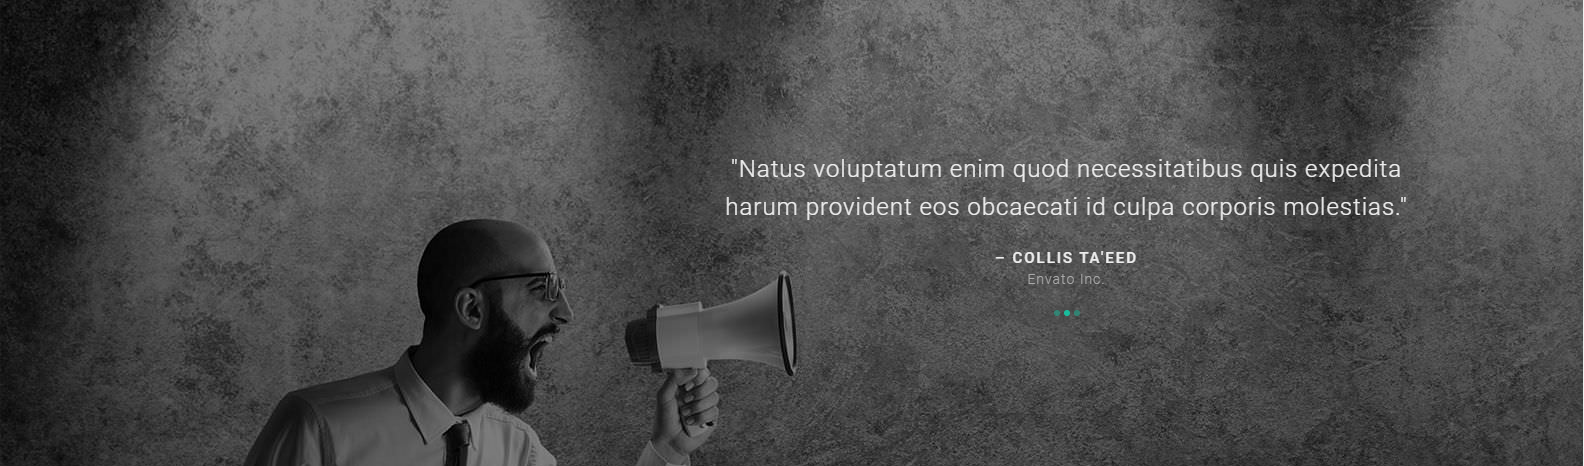 "Natus voluptatum enim quod necessitatibus quis expedita
harum provident eos obcaecati id culpa corporis molestias."
– COLLIS TA'EED
Envato Inc.